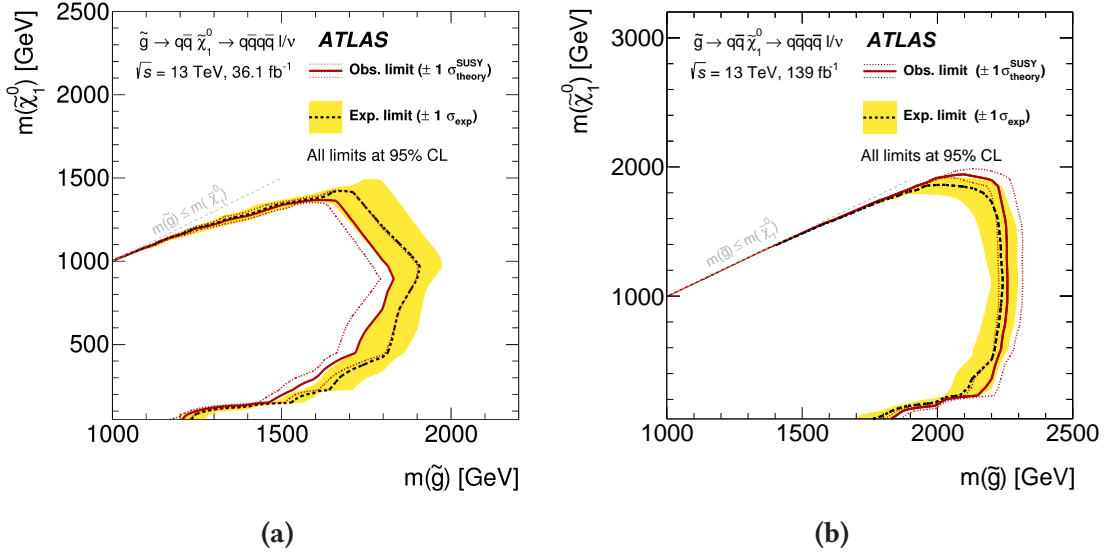 g̃ → qq̄ χ̃₁⁰ → qq̄qq̄ l/ν ATLAS
√s = 13 TeV, 36.1 fb⁻¹
Obs. limit (± 1 σ_theory^SUSY)
Exp. limit (± 1 σ_exp)
All limits at 95% CL
m(g̃) ≤ m(χ̃₁⁰)
m(χ̃₁⁰) [GeV]
2500
2000
1500
1000
500
1000 1500 2000
m(g̃) [GeV]
(a)
g̃ → qq̄ χ̃₁⁰ → qq̄qq̄ l/ν ATLAS
√s = 13 TeV, 139 fb⁻¹
Obs. limit (± 1 σ_theory^SUSY)
Exp. limit (± 1 σ_exp)
All limits at 95% CL
m(g̃) ≤ m(χ̃₁⁰)
m(χ̃₁⁰) [GeV]
3000
2000
1000
1000 1500 2000 2500
m(g̃) [GeV]
(b)